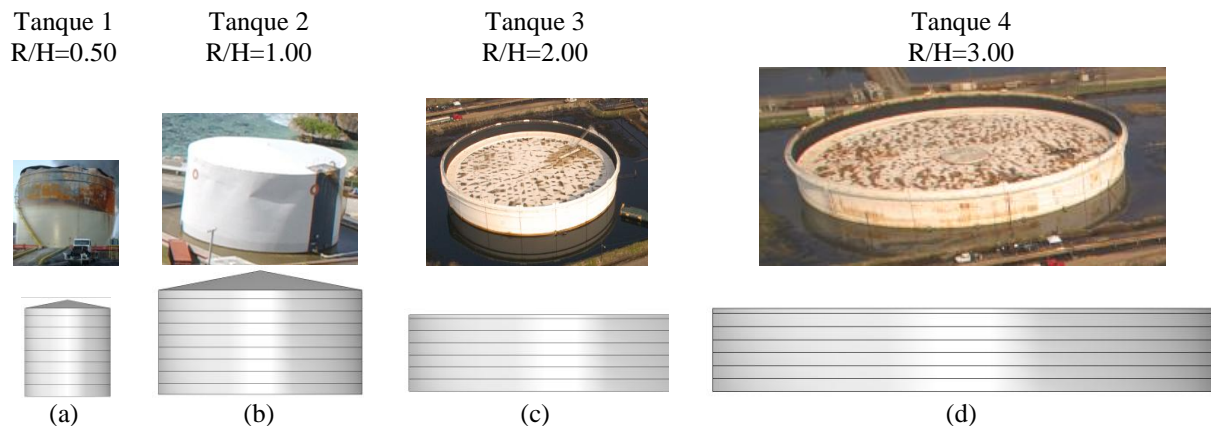 Tanque 1
R/H=0.50
Tanque 2
R/H=1.00
Tanque 3
R/H=2.00
Tanque 4
R/H=3.00
(a)
(b)
(c)
(d)